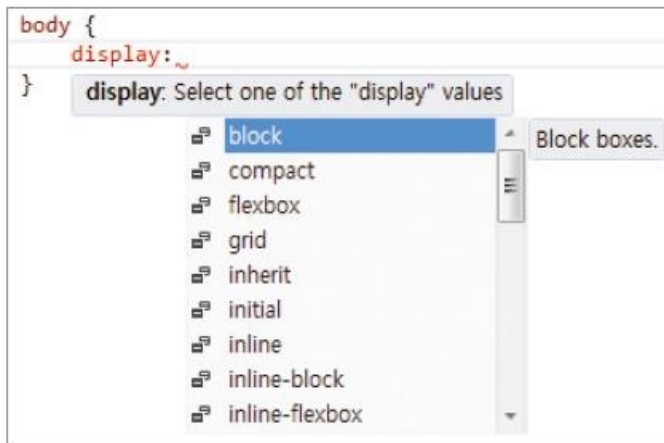 body {
display:
}
display: Select one of the "display" values
block
Block boxes.
compact
flexbox
grid
inherit
initial
inline
inline-block
inline-flexbox